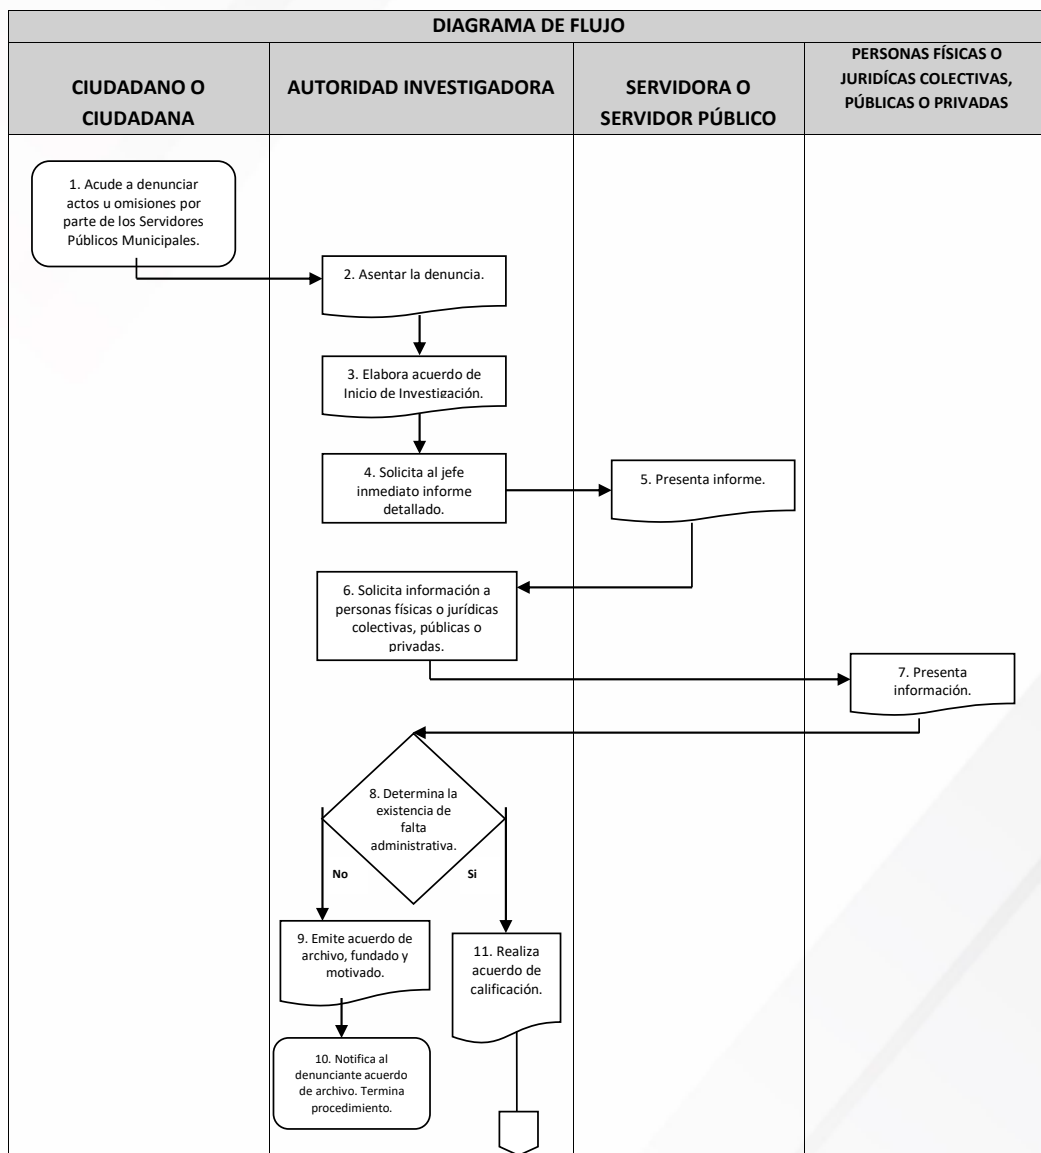 DIAGRAMA DE FLUJO
CIUDADANO O
CIUDADANA
AUTORIDAD INVESTIGADORA
SERVIDORA O
SERVIDOR PÚBLICO
PERSONAS FÍSICAS O
JURIDÍCAS COLECTIVAS,
PÚBLICAS O PRIVADAS
1. Acude a denunciar
actos u omisiones por
parte de los Servidores
Públicos Municipales.
2. Asentar la denuncia.
3. Elabora acuerdo de
Inicio de Investigación.
4. Solicita al jefe
inmediato informe
detallado.
5. Presenta informe.
6. Solicita información a
personas físicas o jurídicas
colectivas, públicas o
privadas.
7. Presenta
información.
8. Determina la
existencia de
falta
administrativa.
No
Si
9. Emite acuerdo de
archivo, fundado y
motivado.
11. Realiza
acuerdo de
calificación.
10. Notifica al
denunciante acuerdo
de archivo. Termina
procedimiento.